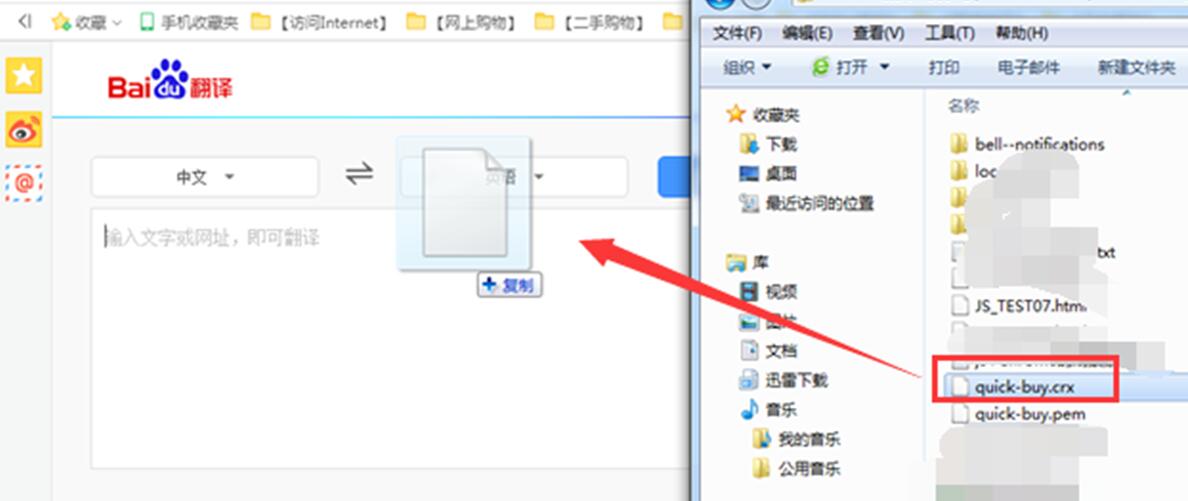 收藏 手机收藏夹 【访问Internet】 【网上购物】 【二手购物】
Baidu翻译
中文 英语
输入文字或网址，即可翻译
复制
文件(F) 编辑(E) 查看(V) 工具(T) 帮助(H)
组织 打开 打印 电子邮件 新建文件夹
收藏夹
下载
桌面
最近访问的位置
库
视频
图片
文档
迅雷下载
音乐
我的音乐
公用音乐
名称
bell--notifications
loc
txt
JS_TEST07.html
quick-buy.crx
quick-buy.pem